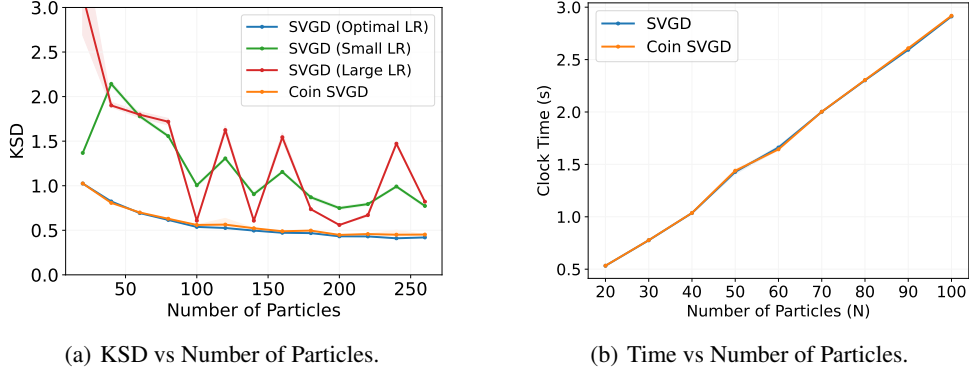 3.0
2.5
2.0
1.5
1.0
0.5
0.0
KSD
SVGD (Optimal LR)
SVGD (Small LR)
SVGD (Large LR)
Coin SVGD
50 100 150 200 250
Number of Particles
(a) KSD vs Number of Particles.
3.0
2.5
2.0
1.5
1.0
0.5
Clock Time (s)
SVGD
Coin SVGD
20 30 40 50 60 70 80 90 100
Number of Particles (N)
(b) Time vs Number of Particles.